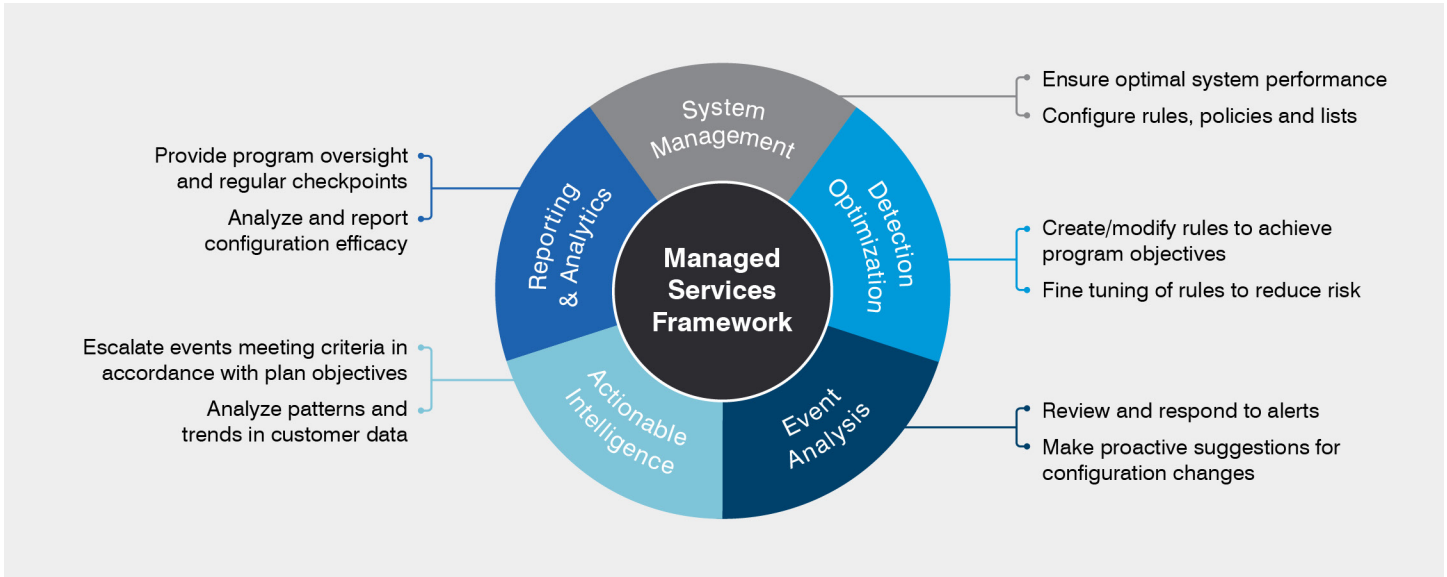 System
Management
Ensure optimal system performance
Configure rules, policies and lists
Detection
Optimization
Create/modify rules to achieve
program objectives
Fine tuning of rules to reduce risk
Event
Analysis
Review and respond to alerts
Make proactive suggestions for
configuration changes
Actionable
Intelligence
Escalate events meeting criteria in
accordance with plan objectives
Analyze patterns and
trends in customer data
Reporting
& Analytics
Provide program oversight
and regular checkpoints
Analyze and report
configuration efficacy
Managed
Services
Framework